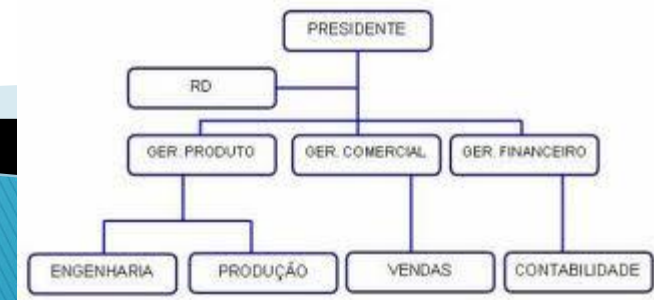 PRESIDENTE
RD
GER. PRODUTO
GER. COMERCIAL
GER. FINANCEIRO
ENGENHARIA
PRODUÇÃO
VENDAS
CONTABILIDADE